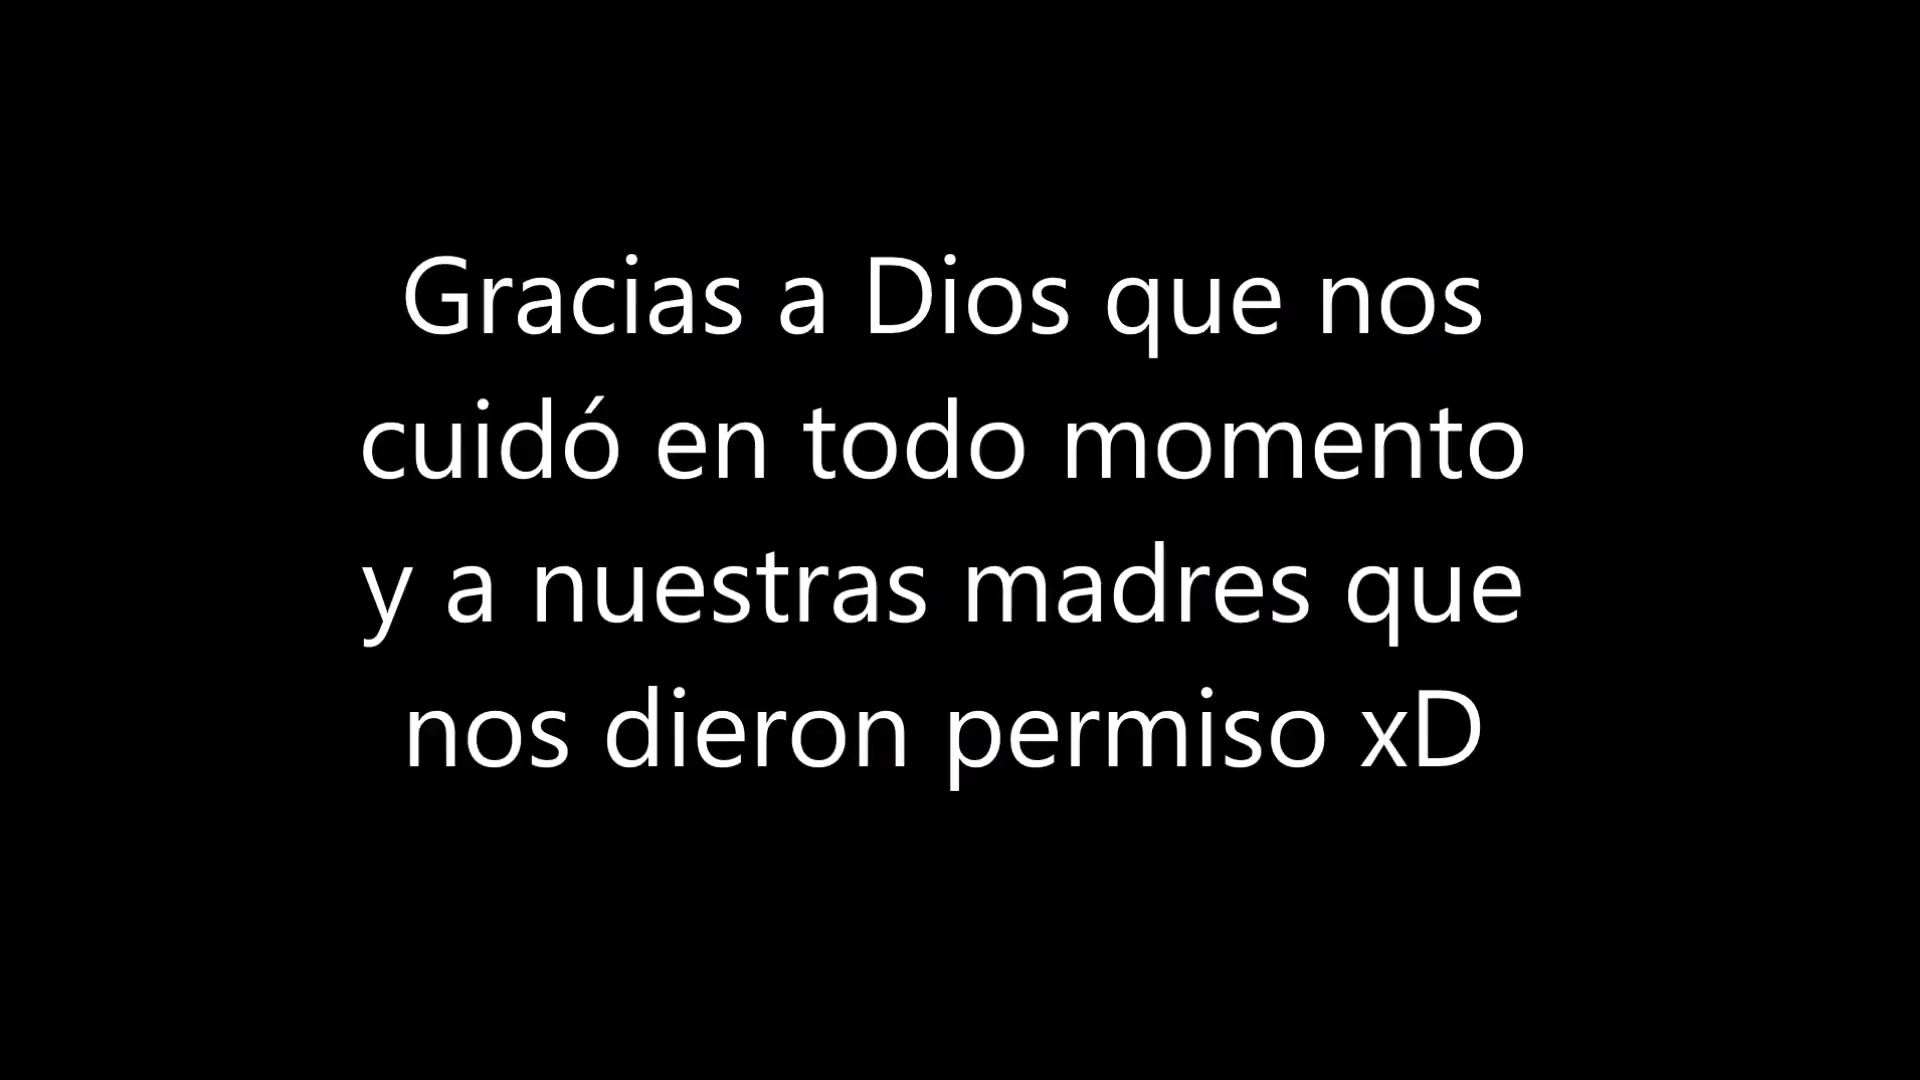 Gracias a Dios que nos
cuidó en todo momento
y a nuestras madres que
nos dieron permiso xD